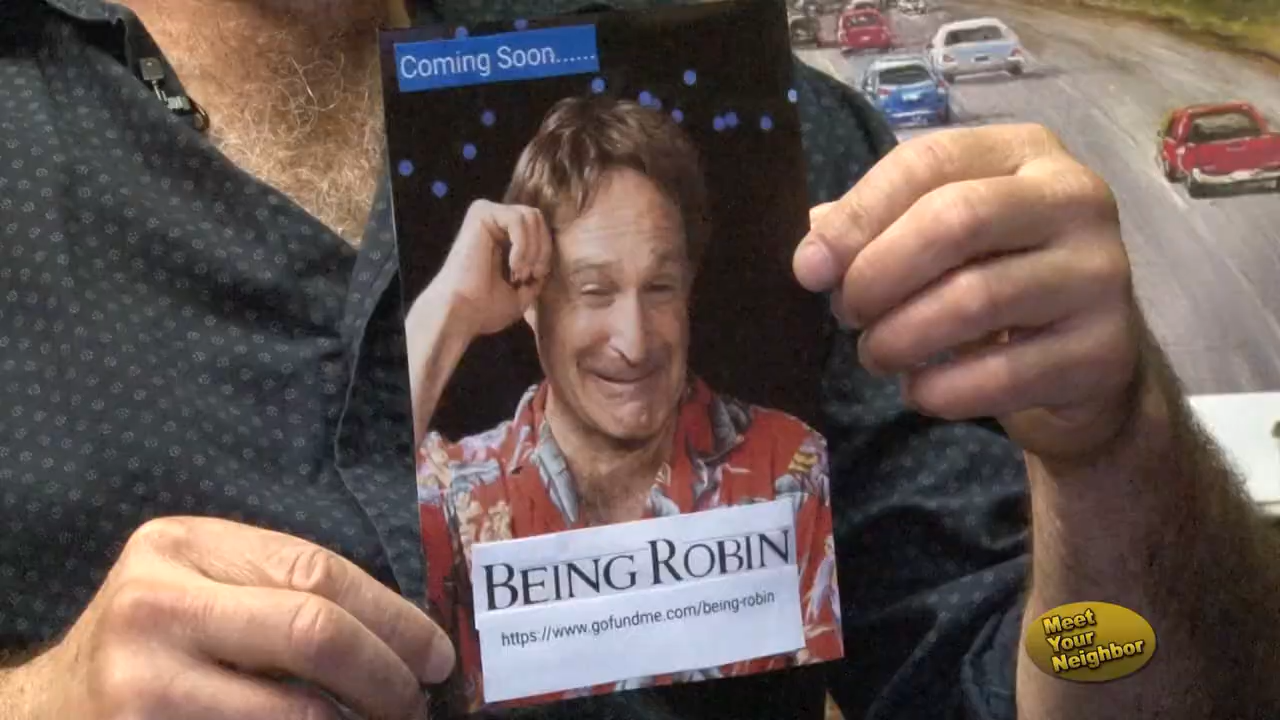 Coming Soon......
BEING ROBIN
https://www.gofundme.com/being-robin
Meet
Your
Neighbor